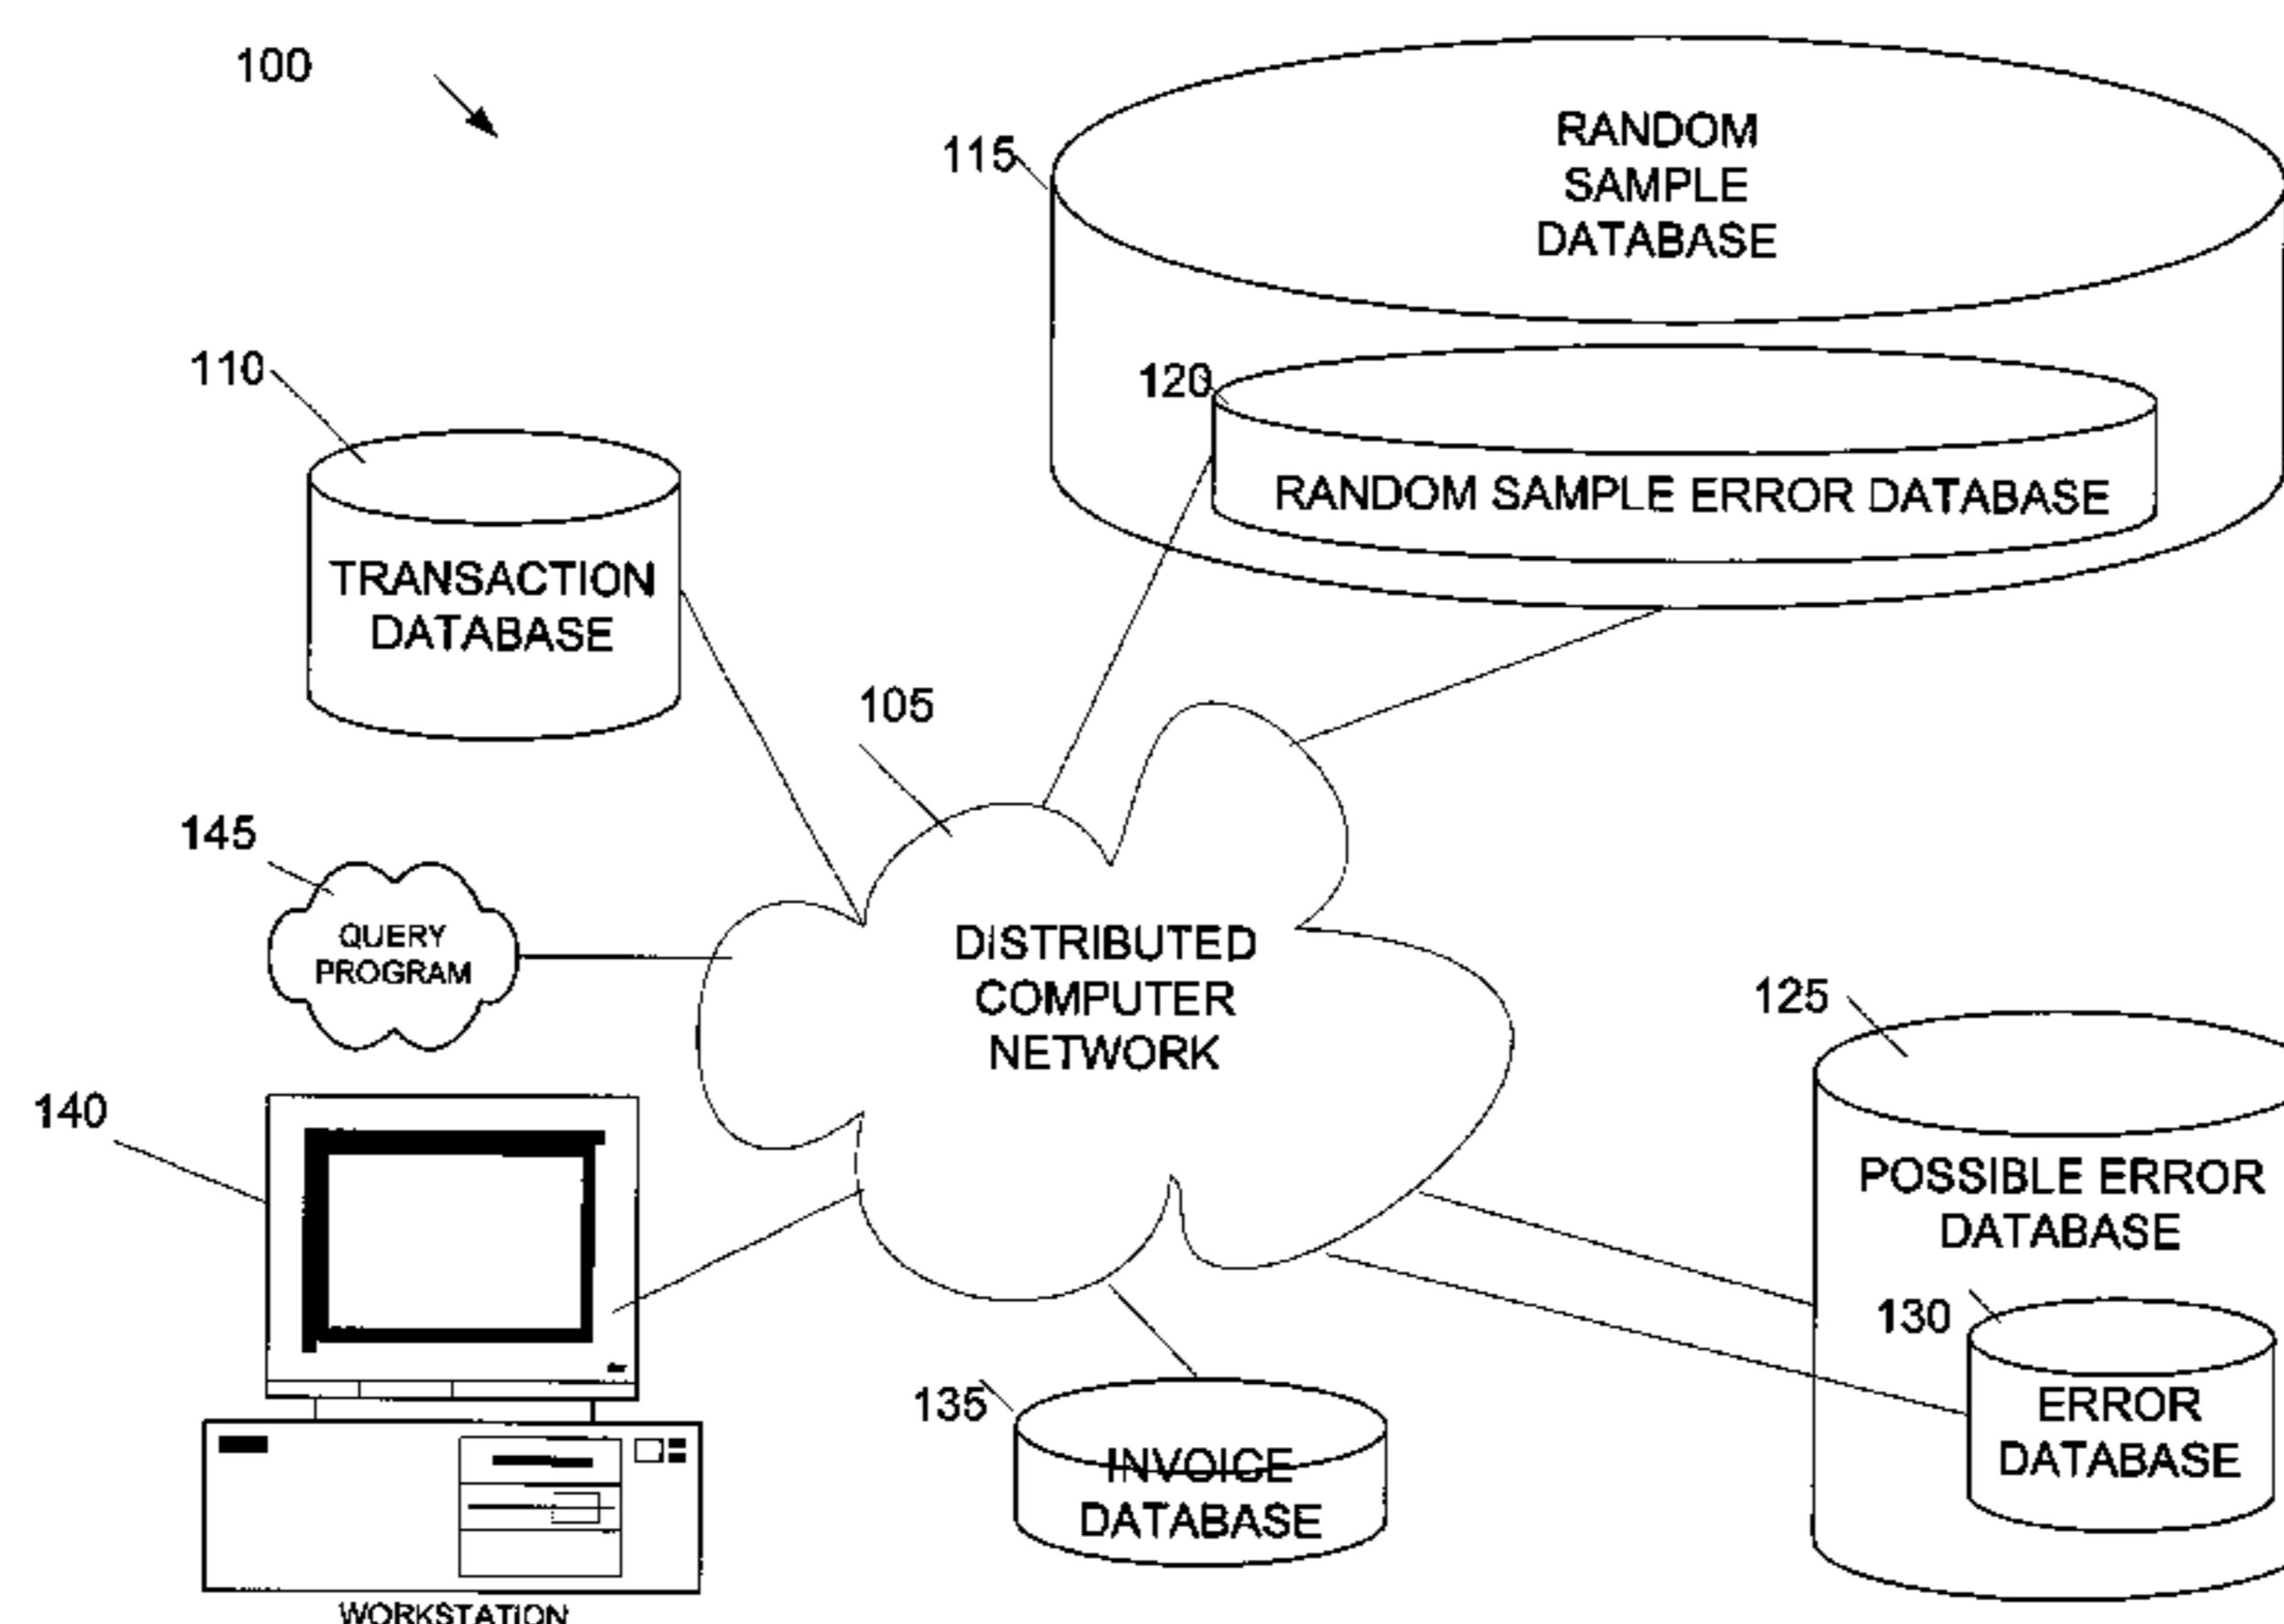 100
115
RANDOM
SAMPLE
DATABASE
110
120
RANDOM SAMPLE ERROR DATABASE
TRANSACTION
DATABASE
105
145
QUERY
PROGRAM
DISTRIBUTED
COMPUTER
NETWORK
125
140
POSSIBLE ERROR
DATABASE
130
ERROR
DATABASE
135
INVOICE
DATABASE
WORKSTATION